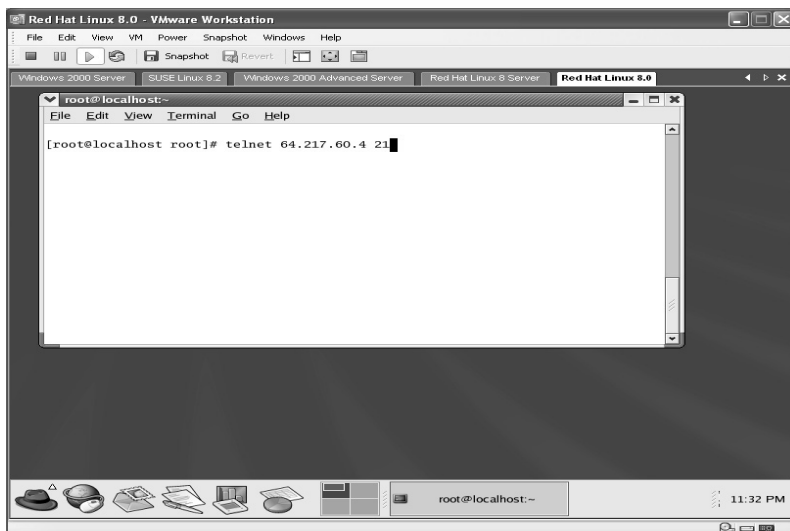 Red Hat Linux 8.0 - VMware Workstation
File Edit View VM Power Snapshot Windows Help
Snapshot Revert
Windows 2000 Server SUSE Linux 8.2 Windows 2000 Advanced Server Red Hat Linux 8 Server Red Hat Linux 8.0
root@localhost:~
File Edit View Terminal Go Help
[root@localhost root]# telnet 64.217.60.4 21
root@localhost:~
11:32 PM